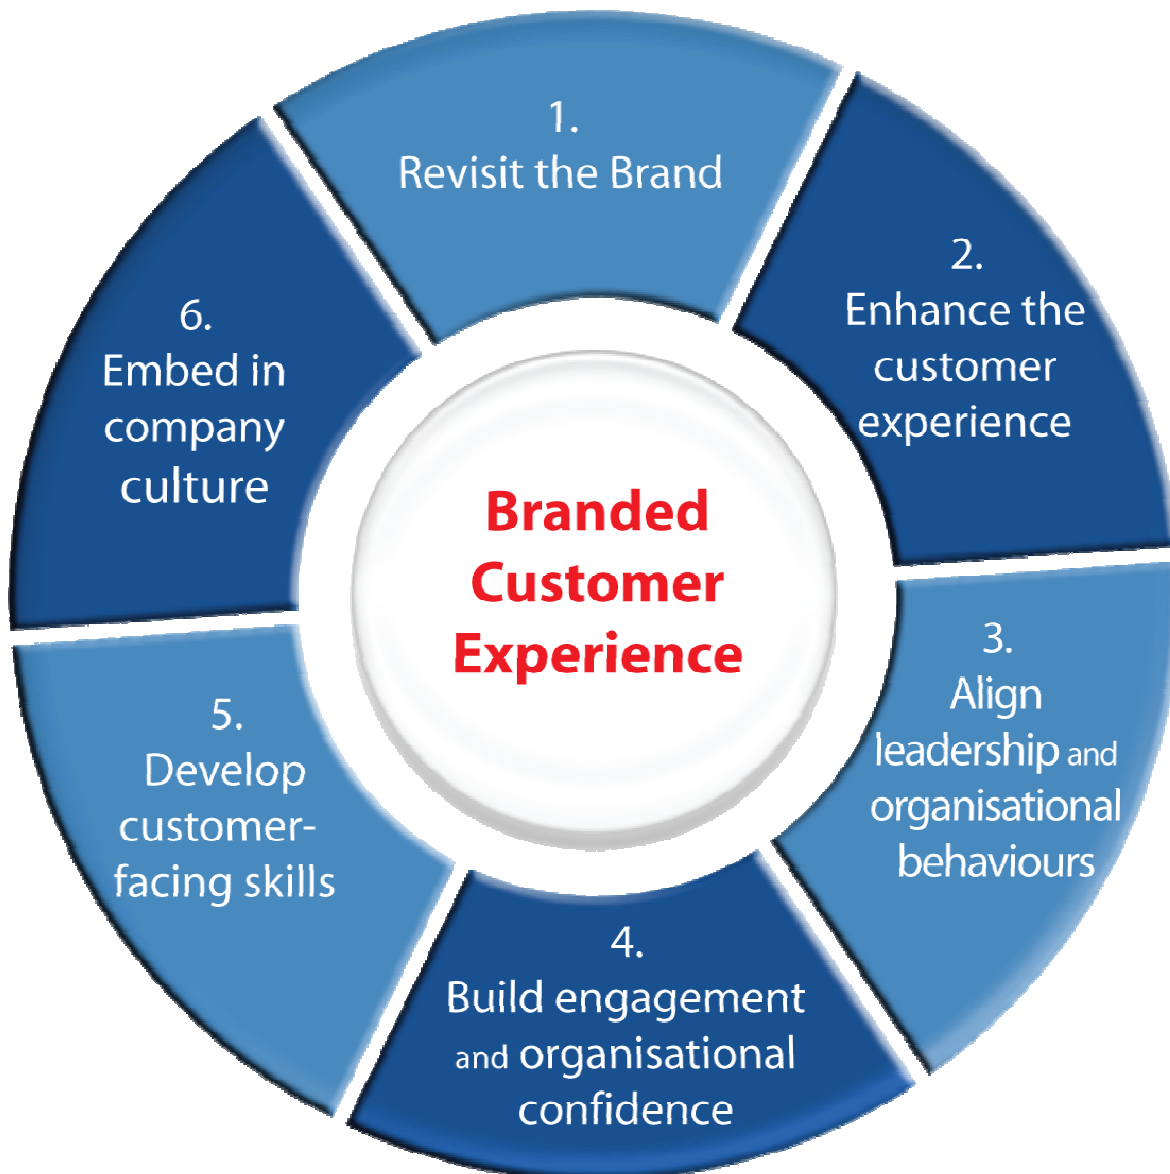 1.
Revisit the Brand
2.
Enhance the
customer
experience
3.
Align
leadership and
organisational
behaviours
4.
Build engagement
and organisational
confidence
5.
Develop
customer-
facing skills
6.
Embed in
company
culture
Branded
Customer
Experience